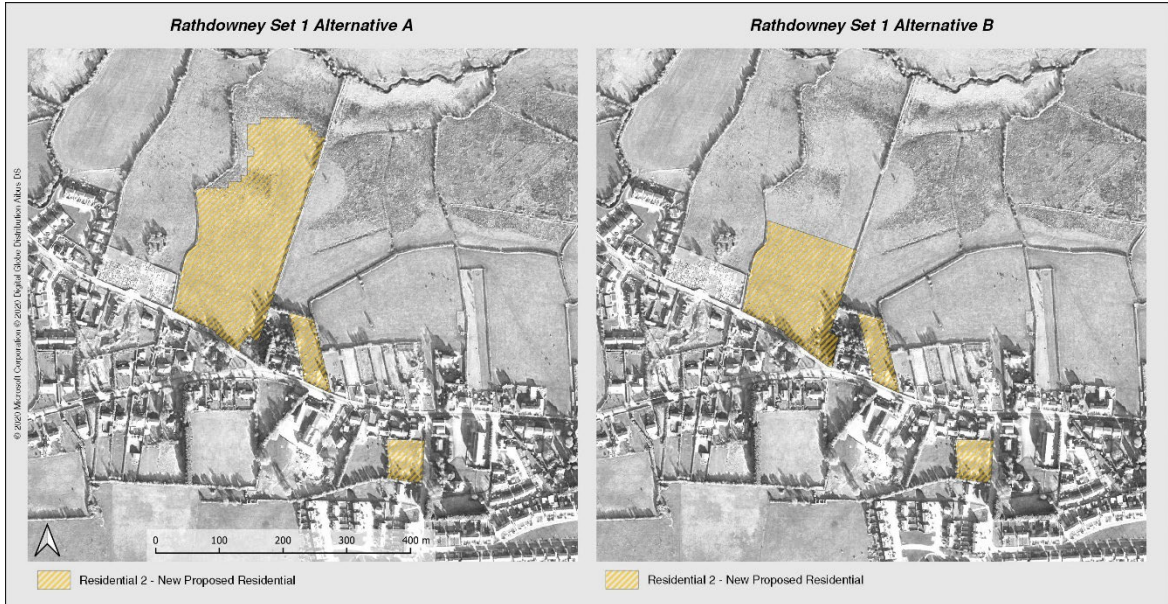 Rathdowney Set 1 Alternative A
Rathdowney Set 1 Alternative B
© 2020 Microsoft Corporation © 2020 Digital Globe Distribution Aibus DS
0 100 200 300 400 m
Residential 2 - New Proposed Residential
Residential 2 - New Proposed Residential